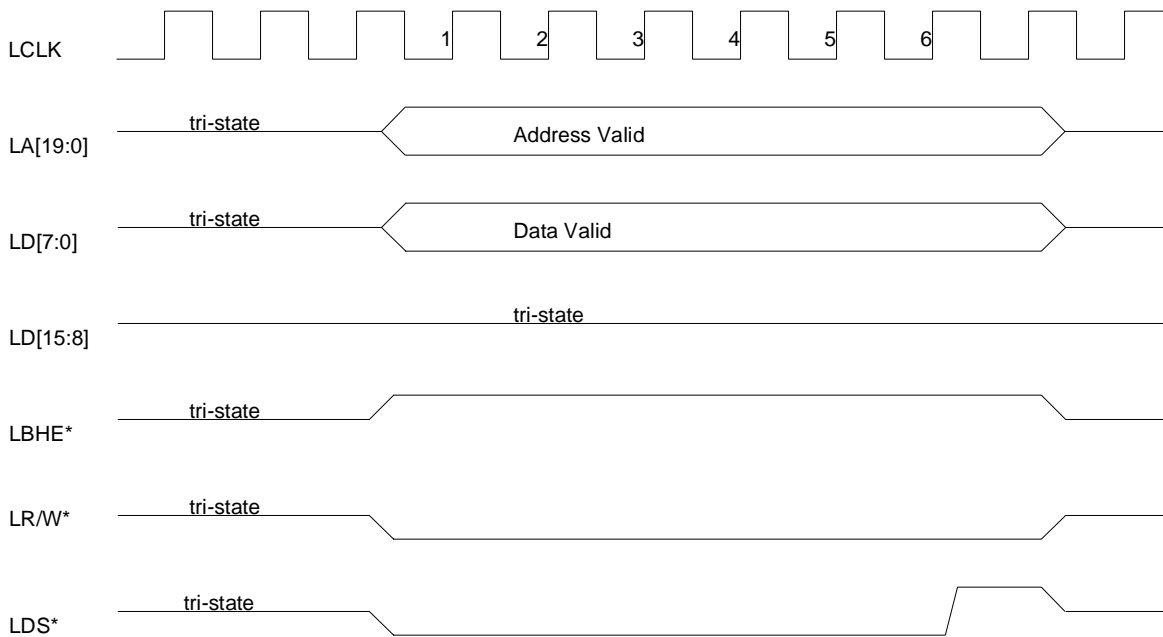 LCLK
1 2 3 4 5 6
LA[19:0]
tri-state
Address Valid
LD[7:0]
tri-state
Data Valid
LD[15:8]
tri-state
LBHE*
tri-state
LR/W*
tri-state
LDS*
tri-state